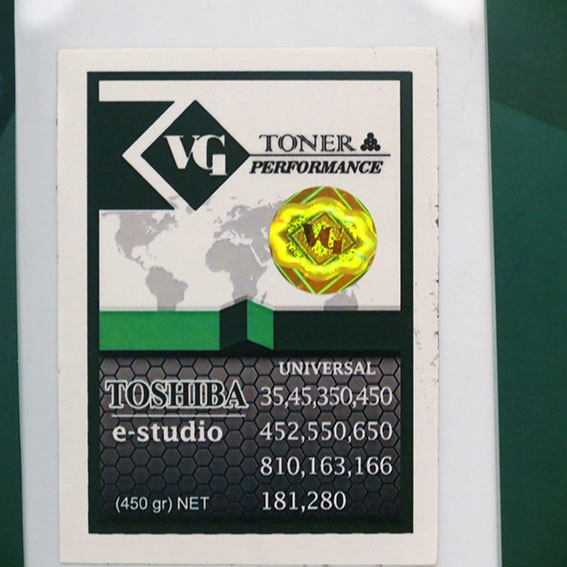 VG
TONER
PERFORMANCE
VG
UNIVERSAL
TOSHIBA 35,45,350,450
e-studio 452,550,650
810,163,166
(450 gr) NET 181,280